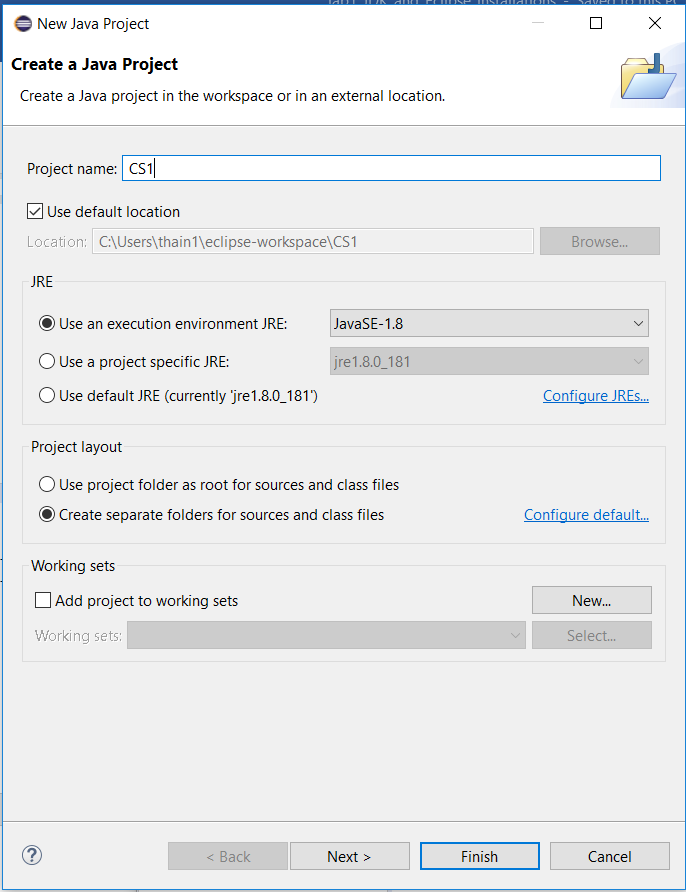 (Part) JDK and Eclipse Installations - Saved to this PC
New Java Project
Create a Java Project
Create a Java project in the workspace or in an external location.
Project name: CS1
Use default location
Location: C:\Users\thain1\eclipse-workspace\CS1 Browse...
JRE
Use an execution environment JRE: JavaSE-1.8
Use a project specific JRE: jre1.8.0_181
Use default JRE (currently 'jre1.8.0_181') Configure JREs...
Project layout
Use project folder as root for sources and class files
Create separate folders for sources and class files Configure default...
Working sets
Add project to working sets New...
Working sets: Select...
? < Back Next > Finish Cancel